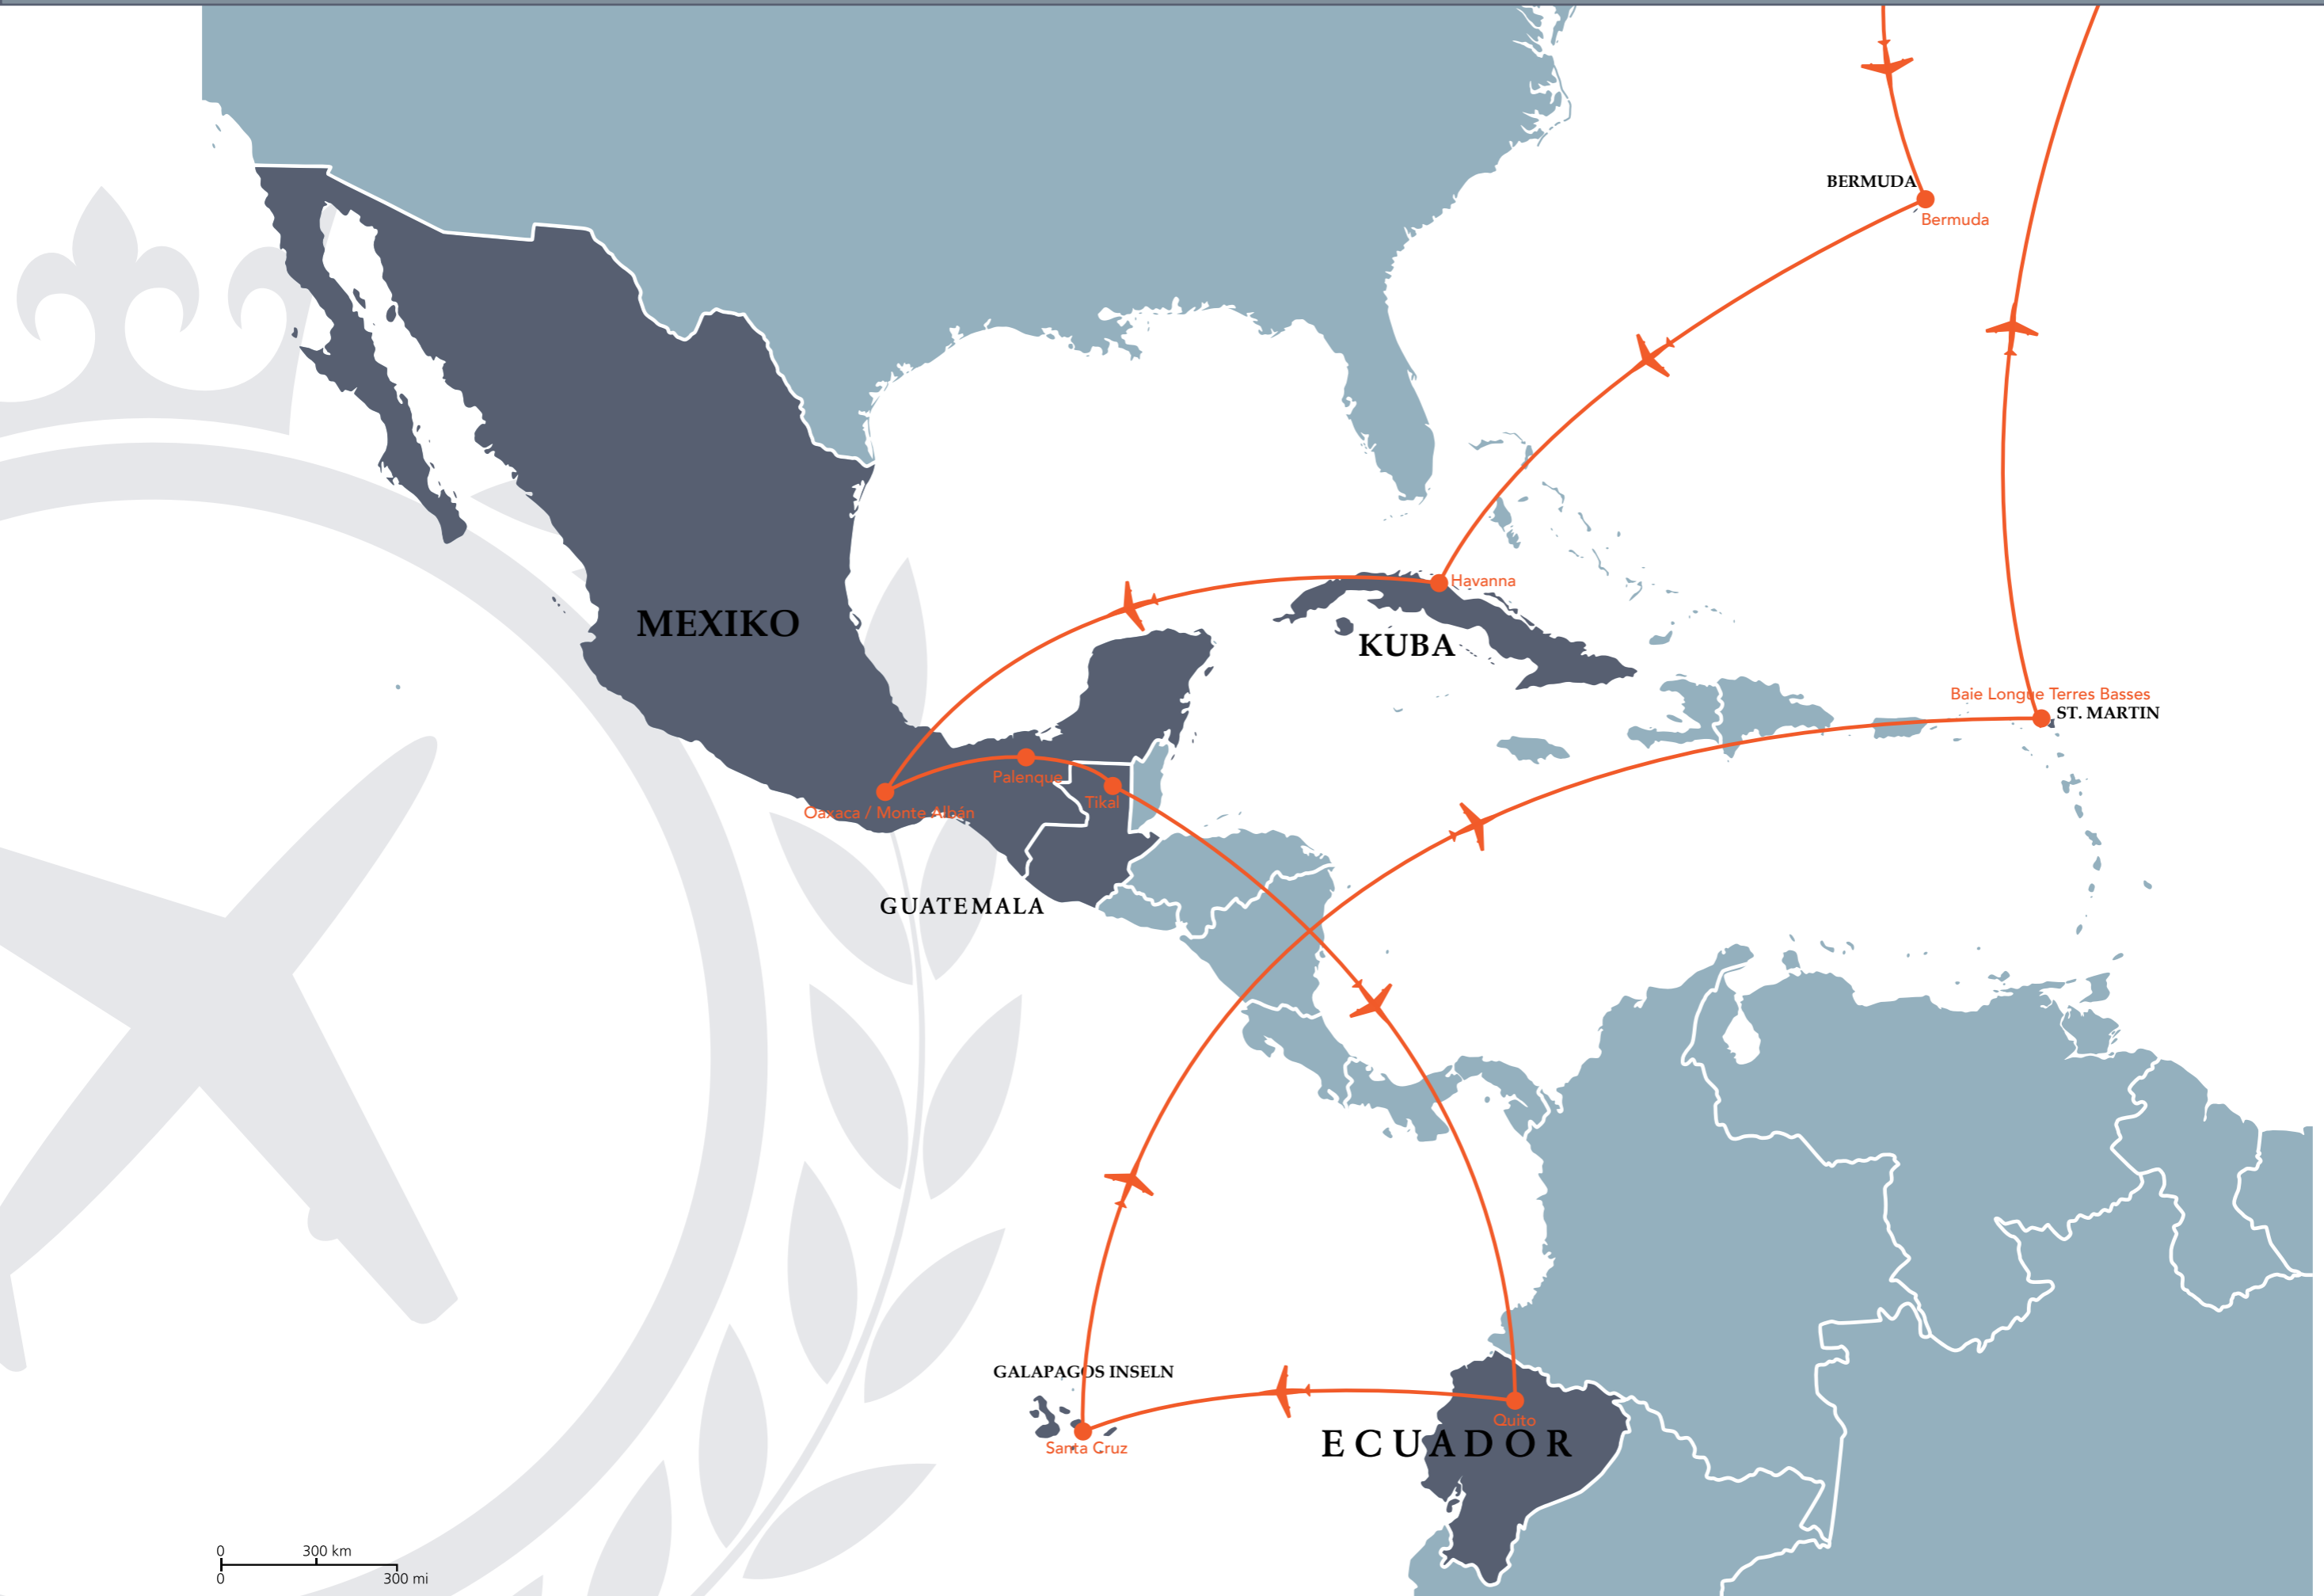 BERMUDA
Bermuda
Havanna
MEXIKO
KUBA
Baie Longue Terres Basses
ST. MARTIN
Palenque
Tikal
Oaxaca / Monte Albán
GUATEMALA
GALAPAGOS INSELN
Quito
ECUADOR
Santa Cruz
0 300 km
0 300 mi